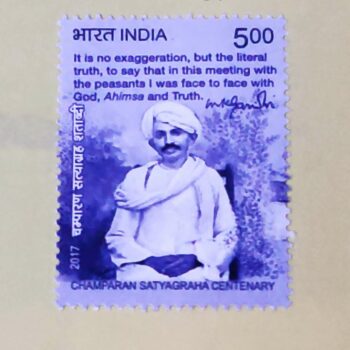 भारत INDIA 5.00
It is no exaggeration, but the literal
truth, to say that in this meeting with
the peasants I was face to face with
God, Ahimsa and Truth.
mkGandhi
चम्पारण सत्याग्रह शताब्दी
2017
CHAMPARAN SATYAGRAHA CENTENARY